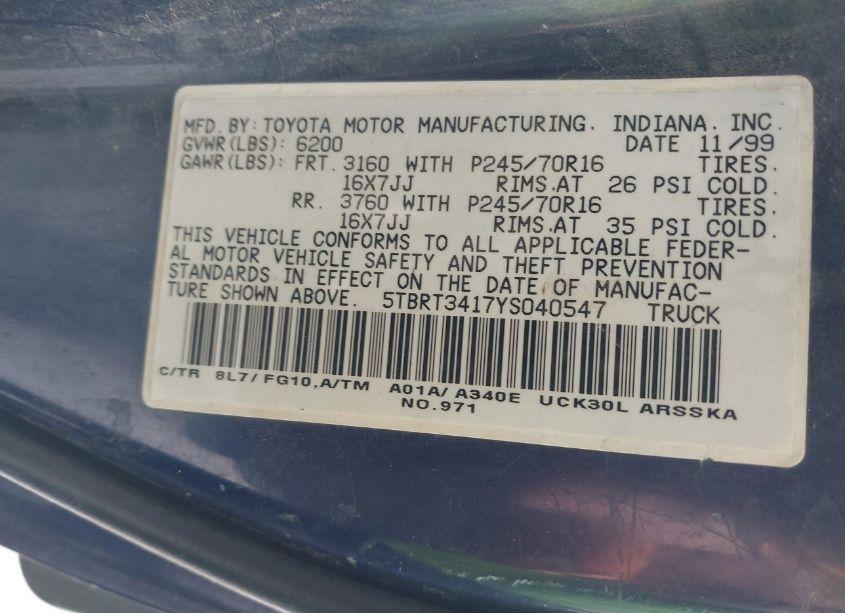 MFD. BY: TOYOTA MOTOR MANUFACTURING, INDIANA, INC.
GVWR(LBS): 6200 DATE 11/99
GAWR(LBS): FRT. 3160 WITH P245/70R16 TIRES,
16X7JJ RIMS,AT 26 PSI COLD.
RR. 3760 WITH P245/70R16 TIRES,
16X7JJ RIMS,AT 35 PSI COLD.
THIS VEHICLE CONFORMS TO ALL APPLICABLE FEDER-
AL MOTOR VEHICLE SAFETY AND THEFT PREVENTION
STANDARDS IN EFFECT ON THE DATE OF MANUFAC-
TURE SHOWN ABOVE. 5TBRT3417YS040547 TRUCK
C/TR 8L7/FG10,A/TM A01A/A340E UCK30L ARSSKA
NO.971